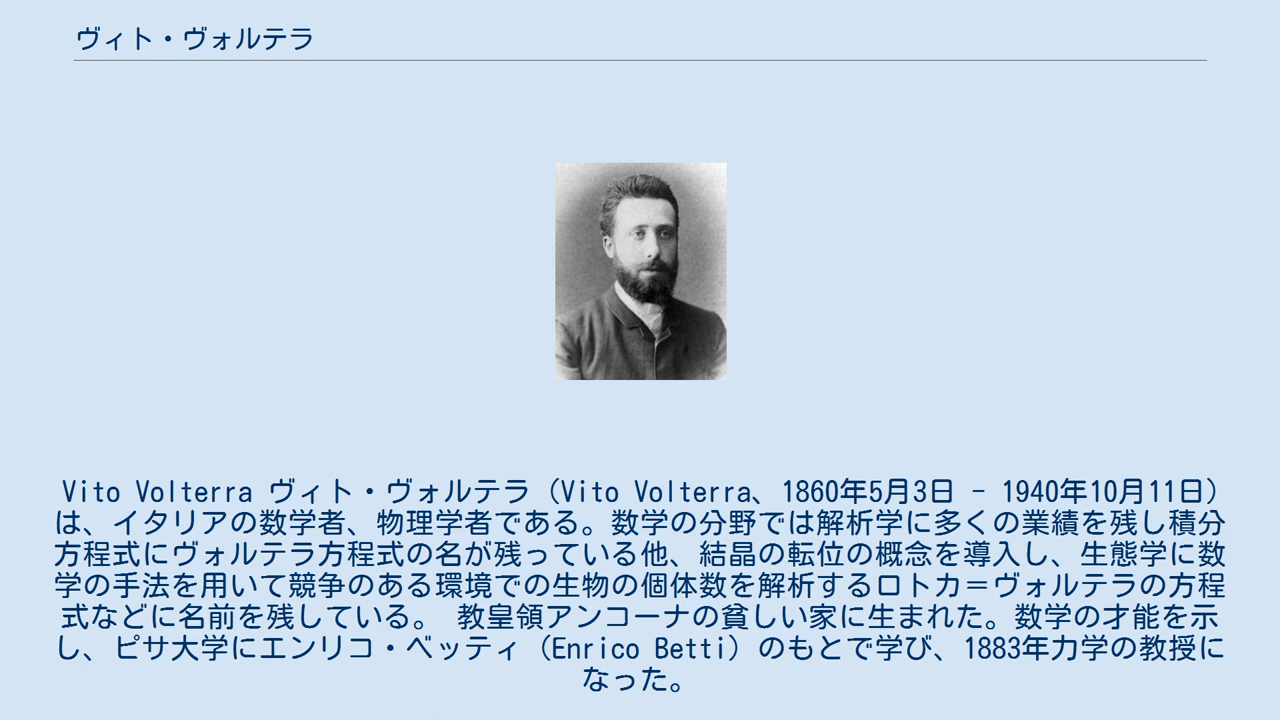 ヴィト・ヴォルテラ
Vito Volterra ヴィト・ヴォルテラ（Vito Volterra、1860年5月3日 - 1940年10月11日）
は、イタリアの数学者、物理学者である。数学の分野では解析学に多くの業績を残し積分
方程式にヴォルテラ方程式の名が残っている他、結晶の転位の概念を導入し、生態学に数
学の手法を用いて競争のある環境での生物の個体数を解析するロトカ＝ヴォルテラの方程
式などに名前を残している。 教皇領アンコーナの貧しい家に生まれた。数学の才能を示
し、ピサ大学にエンリコ・ベッティ（Enrico Betti）のもとで学び、1883年力学の教授に
なった。